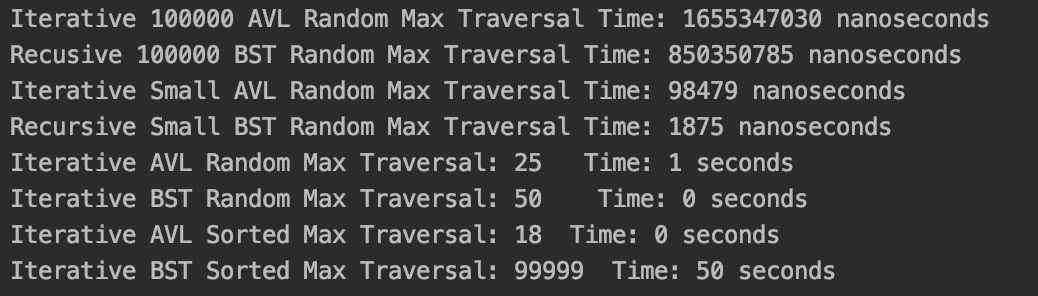 Iterative 100000 AVL Random Max Traversal Time: 1655347030 nanoseconds
Recusive 100000 BST Random Max Traversal Time: 850350785 nanoseconds
Iterative Small AVL Random Max Traversal Time: 98479 nanoseconds
Recursive Small BST Random Max Traversal Time: 1875 nanoseconds
Iterative AVL Random Max Traversal: 25   Time: 1 seconds
Iterative BST Random Max Traversal: 50    Time: 0 seconds
Iterative AVL Sorted Max Traversal: 18  Time: 0 seconds
Iterative BST Sorted Max Traversal: 99999  Time: 50 seconds